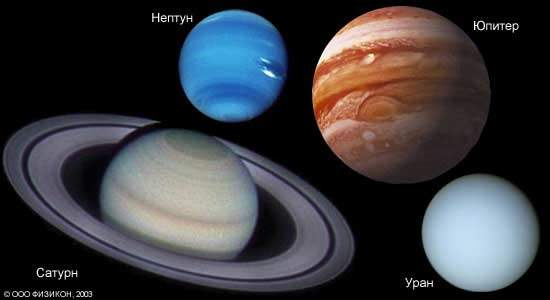 Нептун
Юпитер
Сатурн
Уран
© ООО ФИЗИКОН, 2003